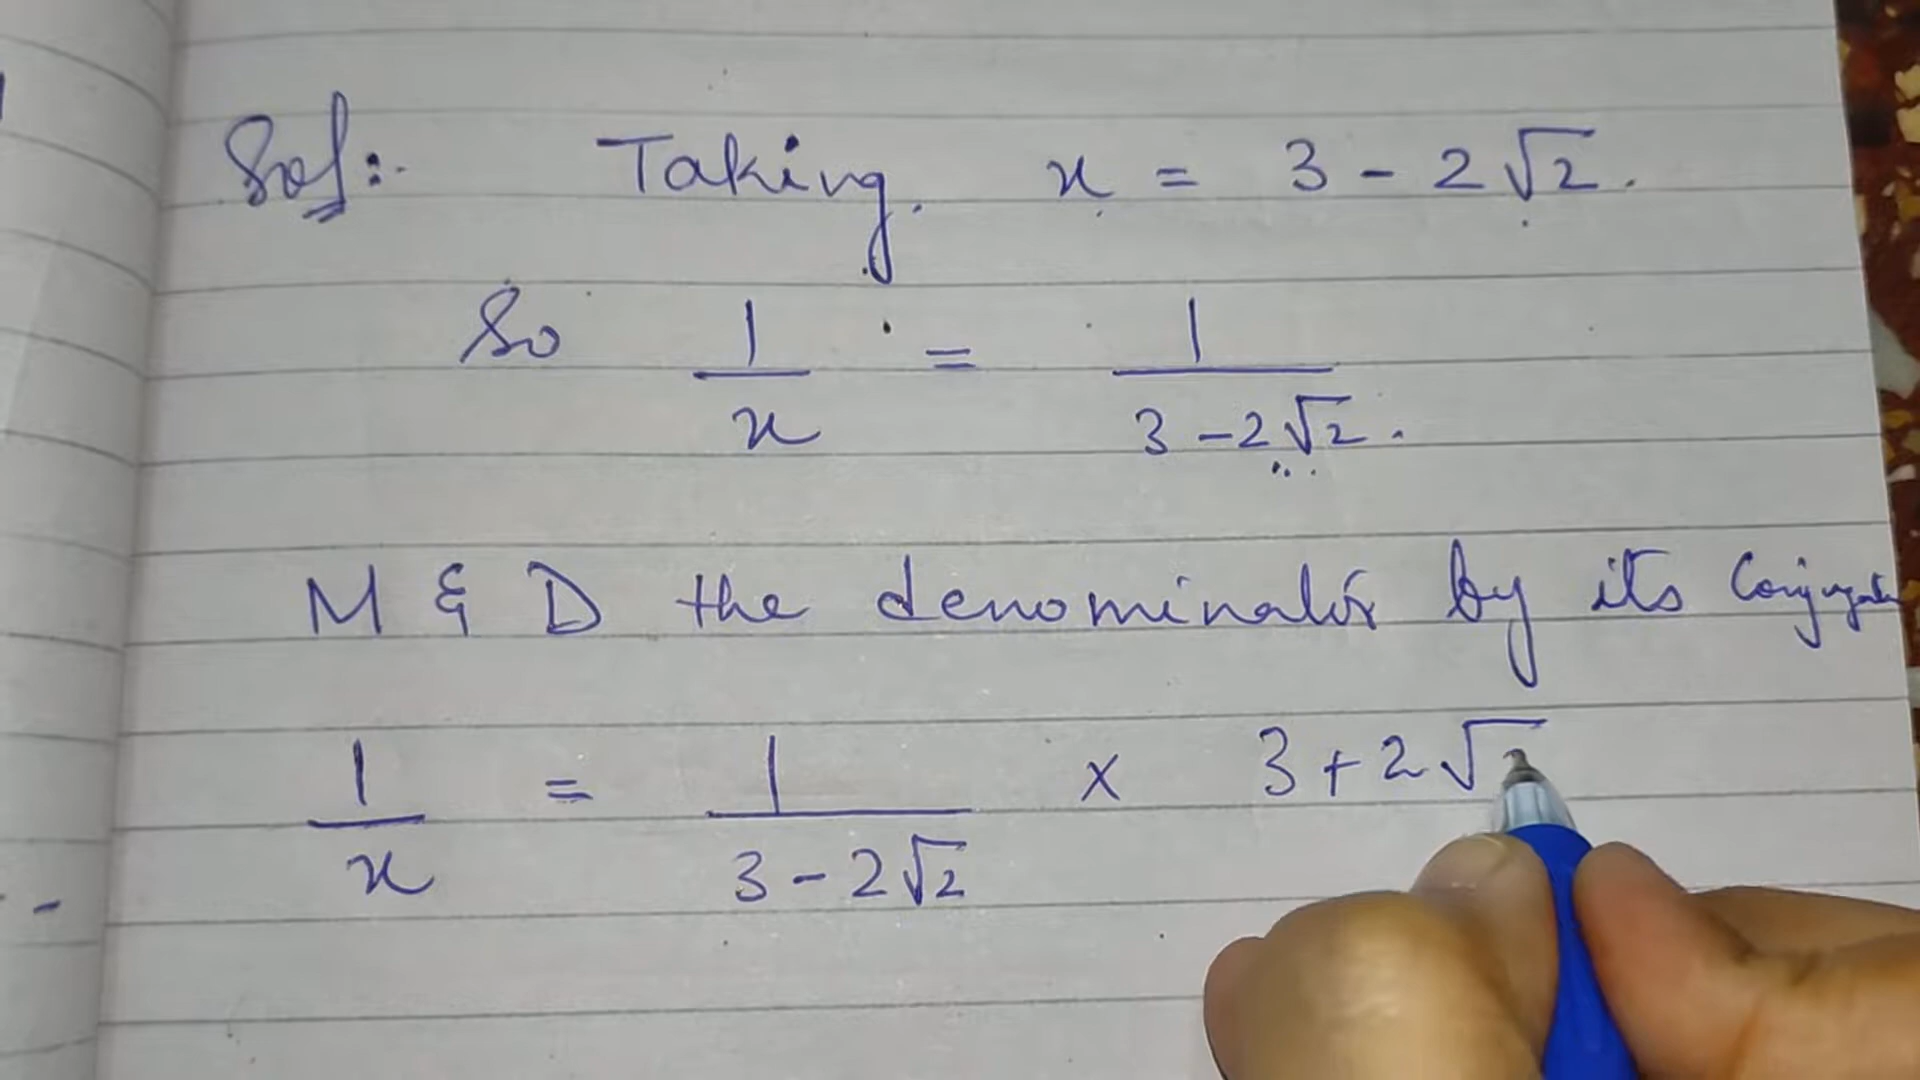 Sol:- Taking. x = 3 - 2√2.
So 1/x = 1/(3 - 2√2).
M & D the denominator by its Conjugate
1/x = 1/(3 - 2√2) × 3 + 2√